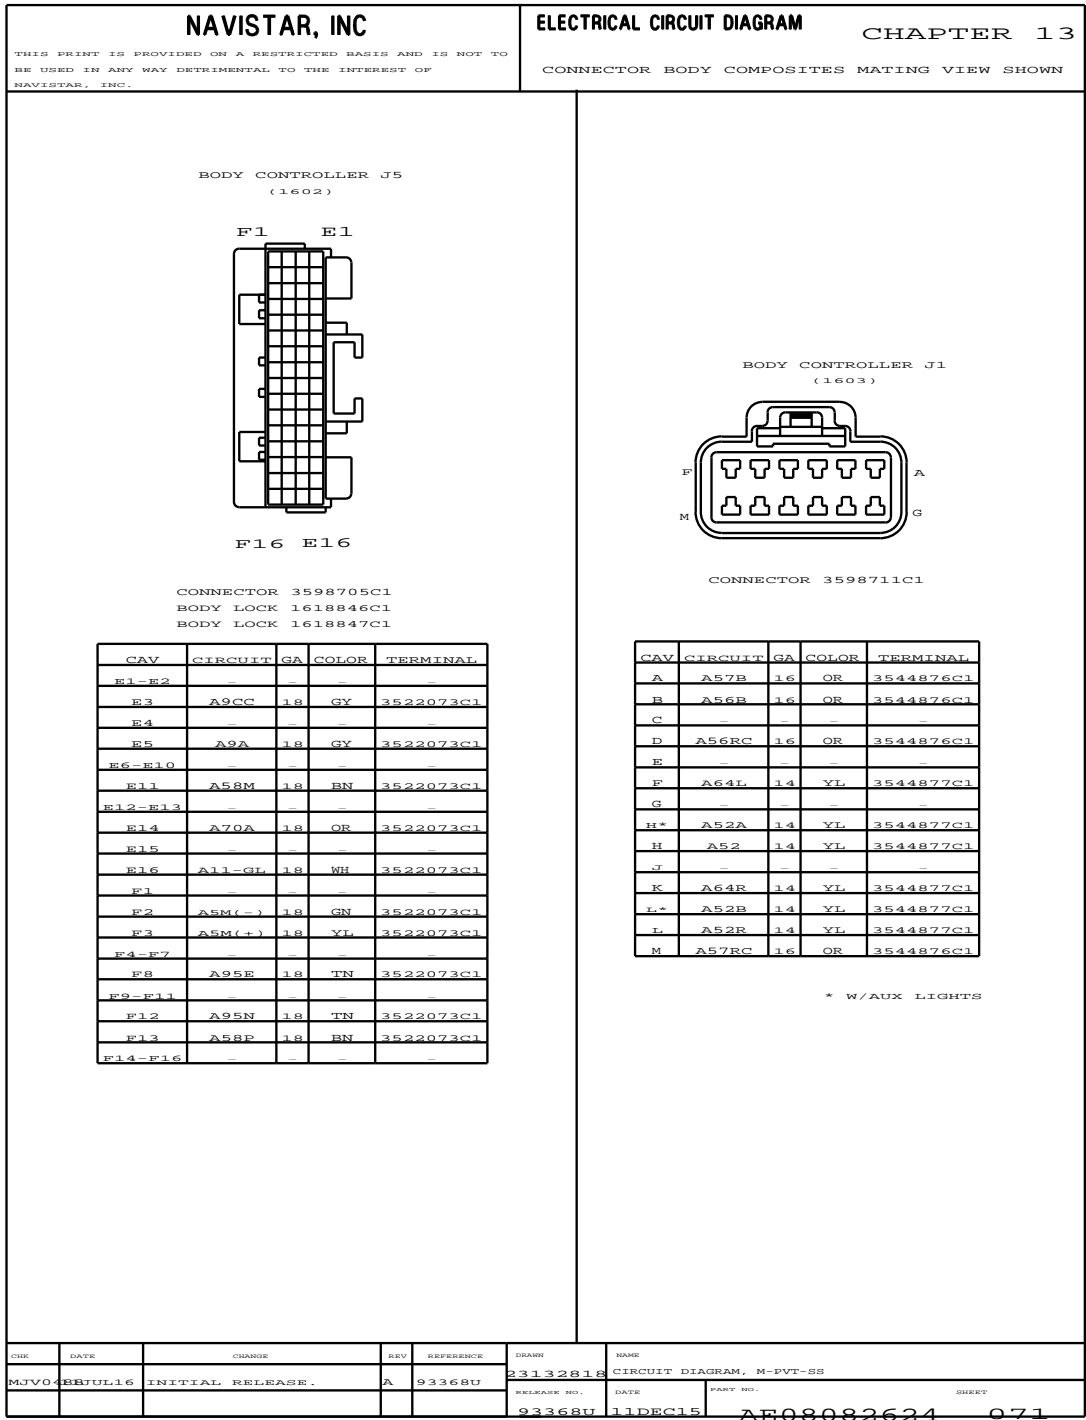 NAVISTAR, INC
THIS PRINT IS PROVIDED ON A RESTRICTED BASIS AND IS NOT TO
BE USED IN ANY WAY DETRIMENTAL TO THE INTEREST OF
NAVISTAR, INC.
ELECTRICAL CIRCUIT DIAGRAM
CHAPTER 13
CONNECTOR BODY COMPOSITES MATING VIEW SHOWN
BODY CONTROLLER J5
(1602)
F1 E1
F16 E16
CONNECTOR 3598705C1
BODY LOCK 1618846C1
BODY LOCK 1618847C1
CAV CIRCUIT GA COLOR TERMINAL
E1-E2 - - - -
E3 A9CC 18 GY 3522073C1
E4 - - - -
E5 A9A 18 GY 3522073C1
E6-E10 - - - -
E11 A58M 18 BN 3522073C1
E12-E13 - - - -
E14 A70A 18 OR 3522073C1
E15 - - - -
E16 A11-GL 18 WH 3522073C1
F1 - - - -
F2 A5M(-) 18 GN 3522073C1
F3 A5M(+) 18 YL 3522073C1
F4-F7 - - - -
F8 A95E 18 TN 3522073C1
F9-F11 - - - -
F12 A95N 18 TN 3522073C1
F13 A58P 18 BN 3522073C1
F14-F16 - - - -
BODY CONTROLLER J1
(1603)
F A
M G
CONNECTOR 3598711C1
CAV CIRCUIT GA COLOR TERMINAL
A A57B 16 OR 3544876C1
B A56B 16 OR 3544876C1
C - - - -
D A56RC 16 OR 3544876C1
E - - - -
F A64L 14 YL 3544877C1
G - - - -
H* A52A 14 YL 3544877C1
H A52 14 YL 3544877C1
J - - - -
K A64R 14 YL 3544877C1
L* A52B 14 YL 3544877C1
L A52R 14 YL 3544877C1
M A57RC 16 OR 3544876C1
* W/AUX LIGHTS
CHK DATE CHANGE REV REFERENCE
INITIAL RELEASE. A 93368U
DRAWN
23132818
NAME
CIRCUIT DIAGRAM, M-PVT-SS
RELEASE NO. DATE PART NO. SHEET
93368U 11DEC15 AE08082624 071